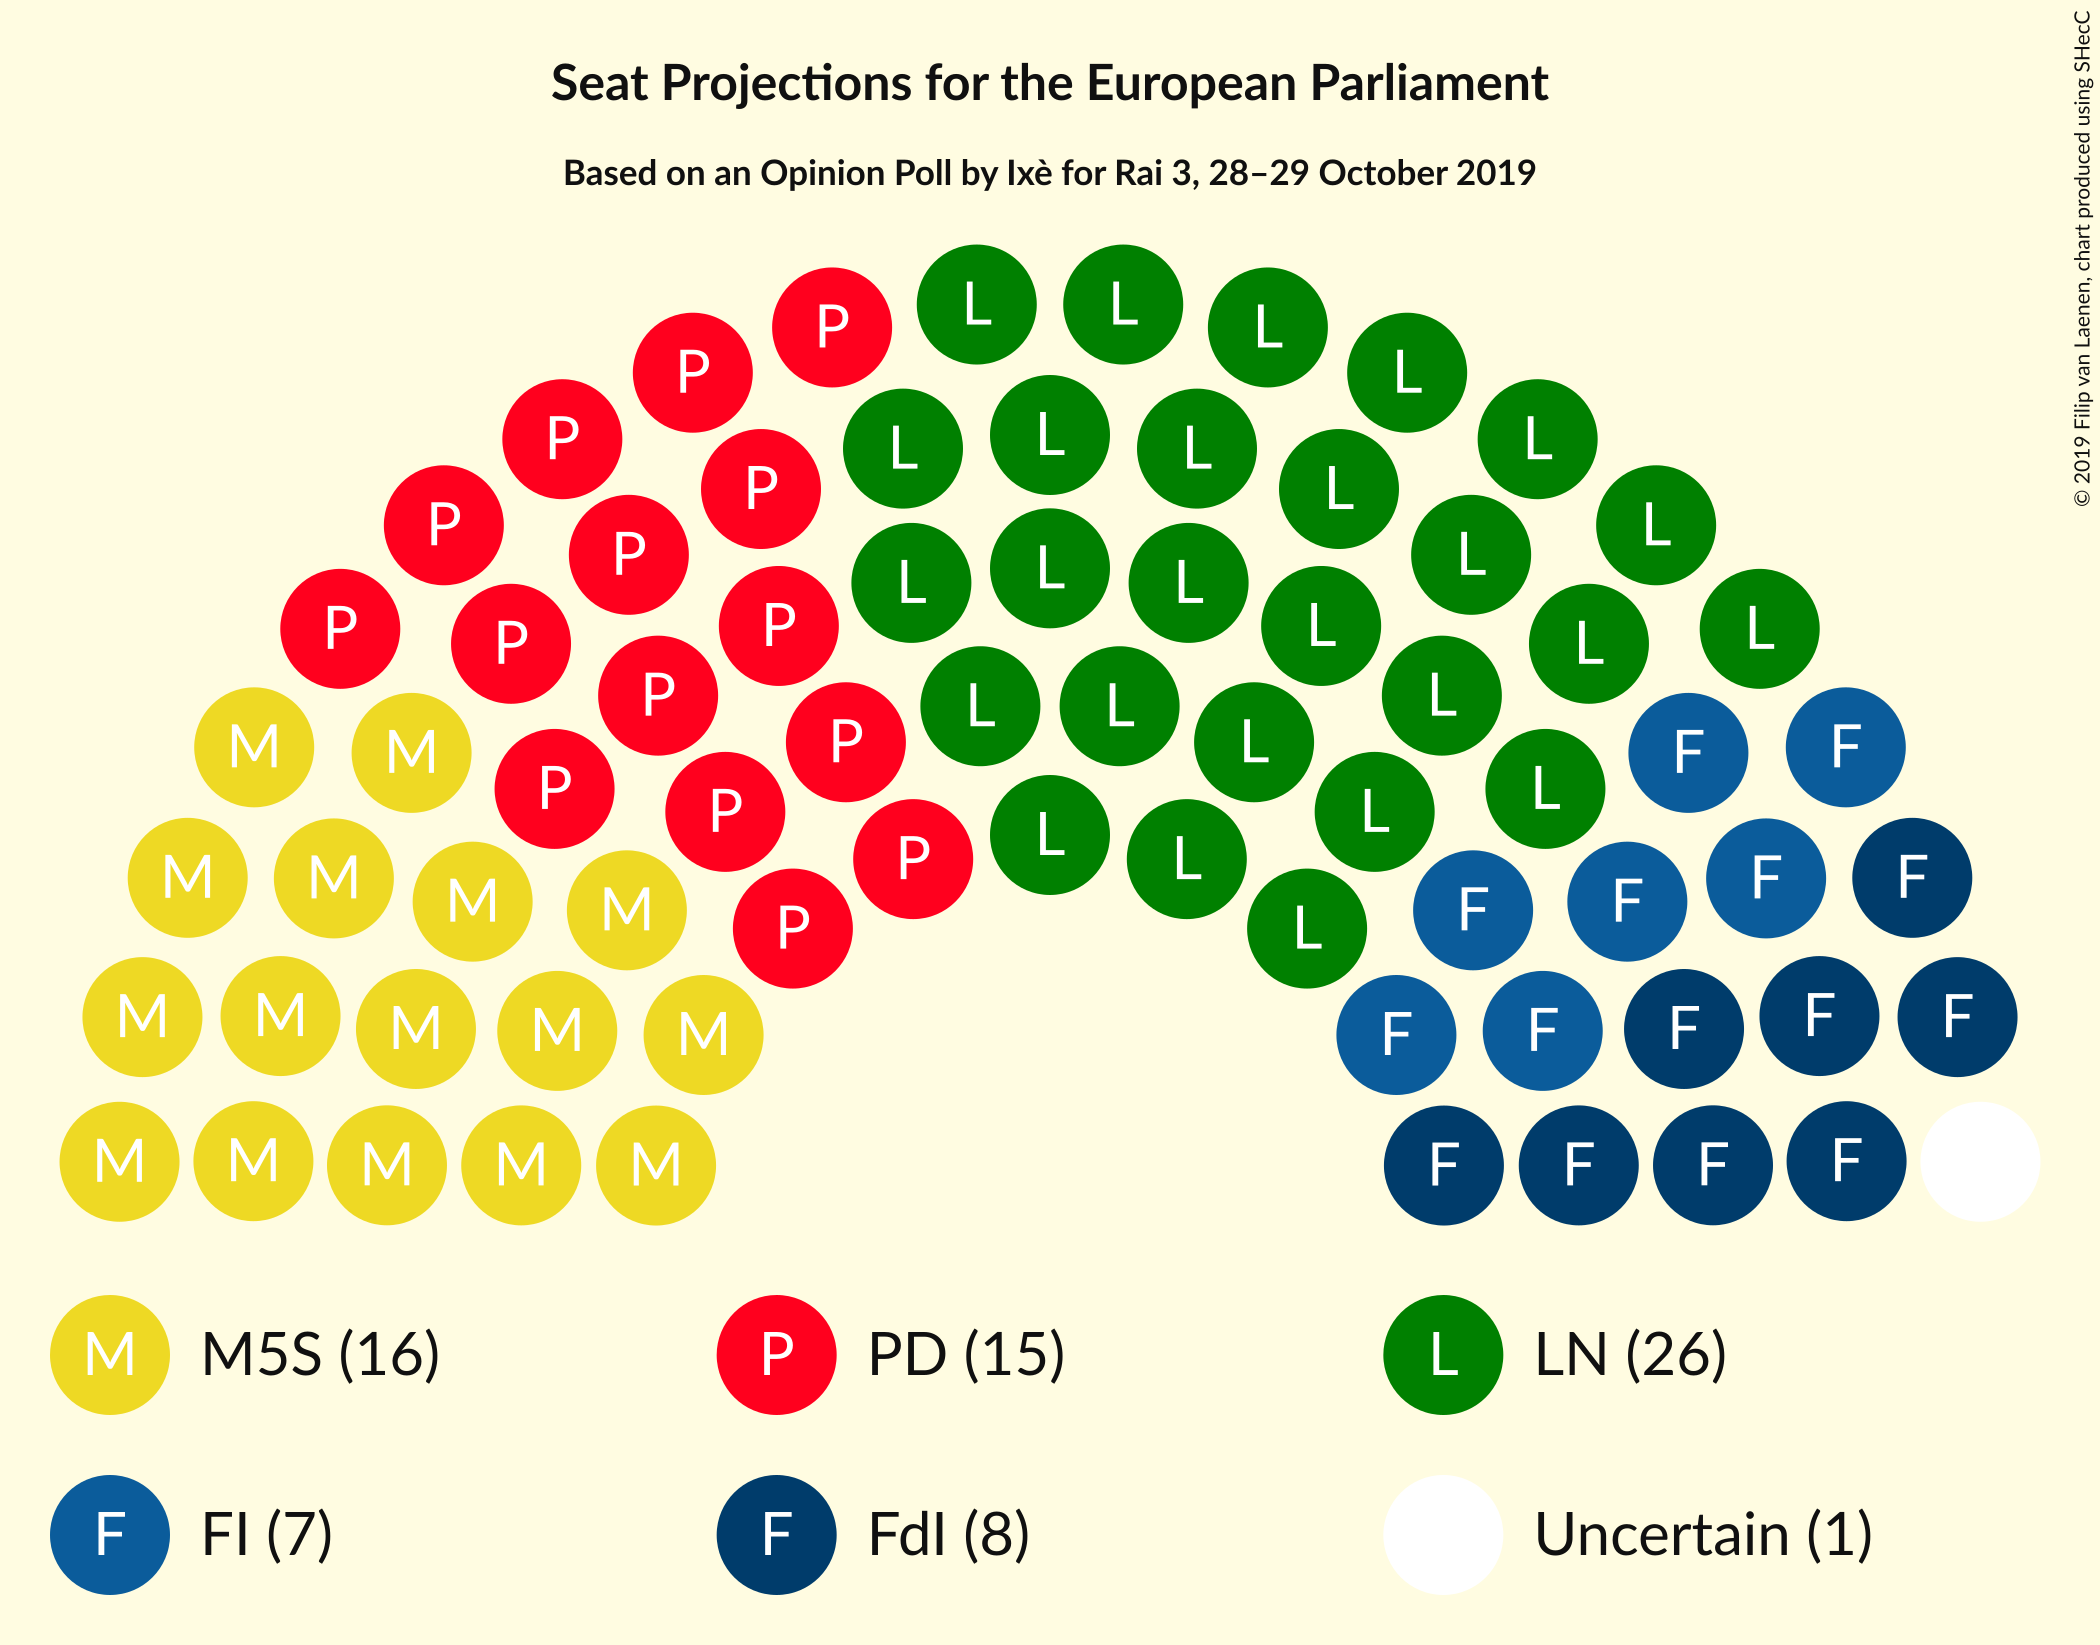 Seat Projections for the European Parliament
Based on an Opinion Poll by Ixè for Rai 3, 28–29 October 2019
© 2019 Filip van Laenen, chart produced using SHecC
L L
P L
P L
P L
L
P L L P L
P L
P L
L
P L L L
P L
P L
P L
P L
L L
P L
M M
M F F F
P L
P L
L
P L
M M M F F F
M M F F
P L
M M M M M F F F F F
M M M M M F F F F
M M5S (16) P PD (15) L LN (26)
F FI (7) F FdI (8) Uncertain (1)